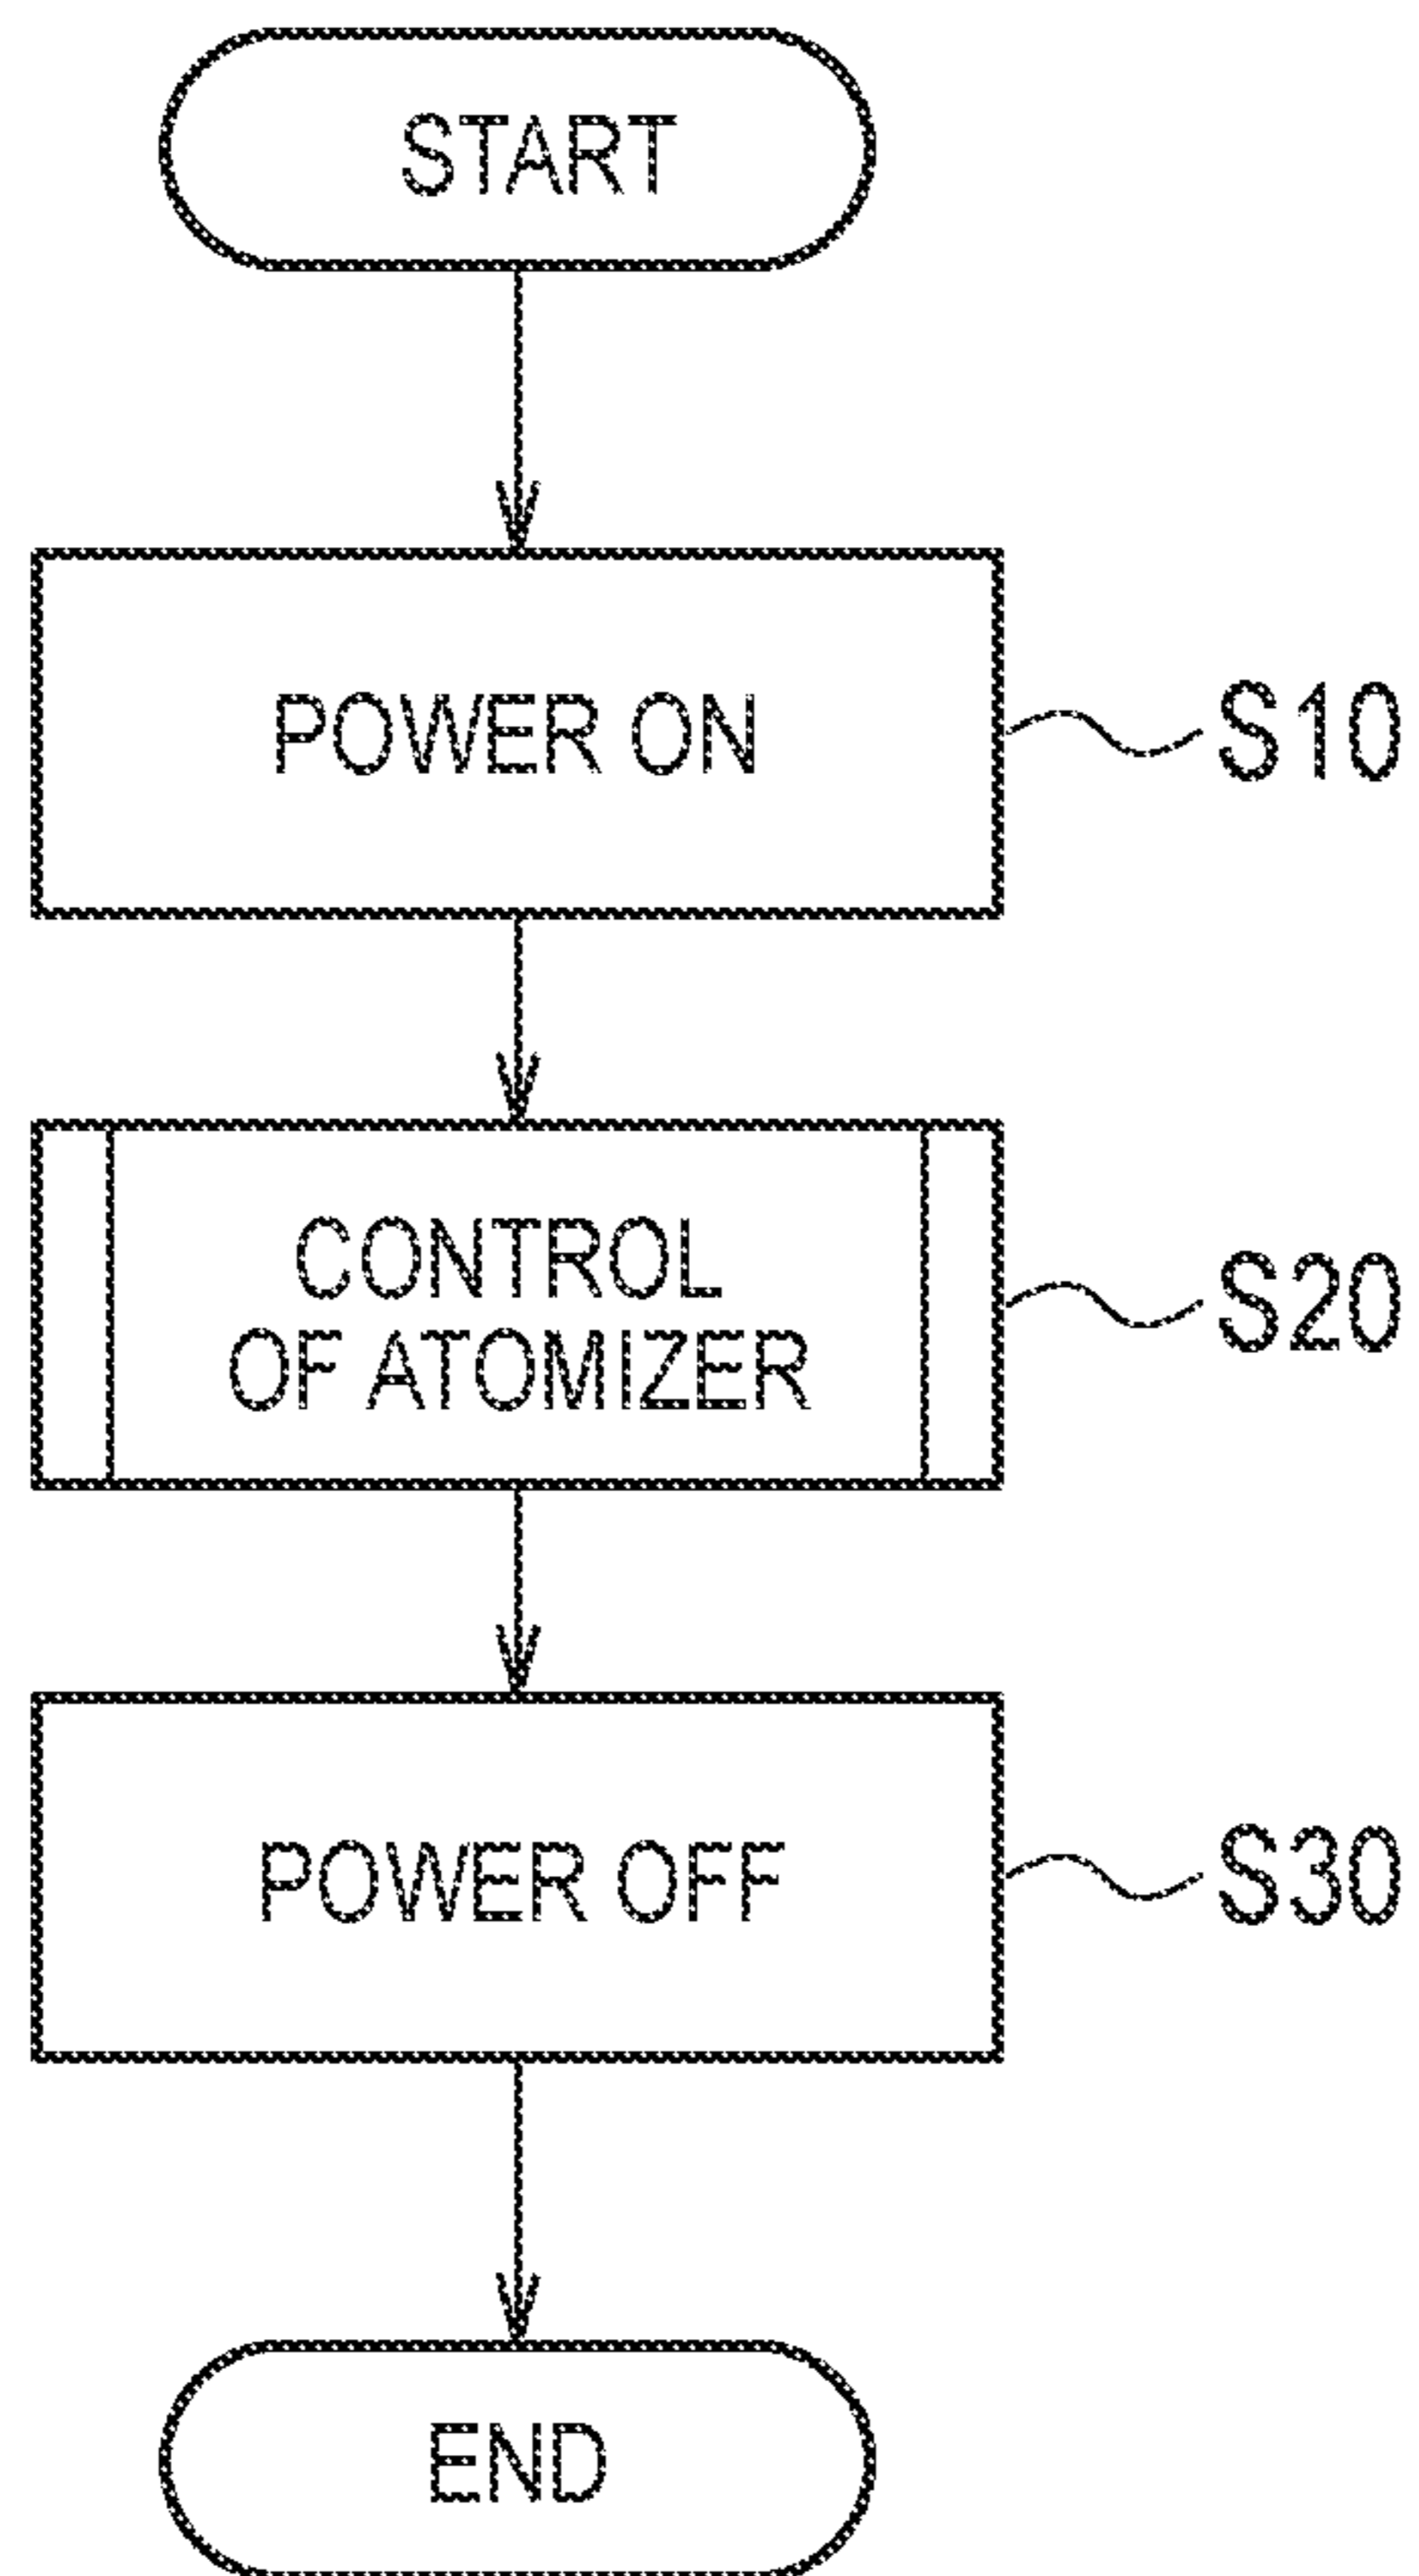 START
POWER ON
S10
CONTROL
OF ATOMIZER
S20
POWER OFF
S30
END